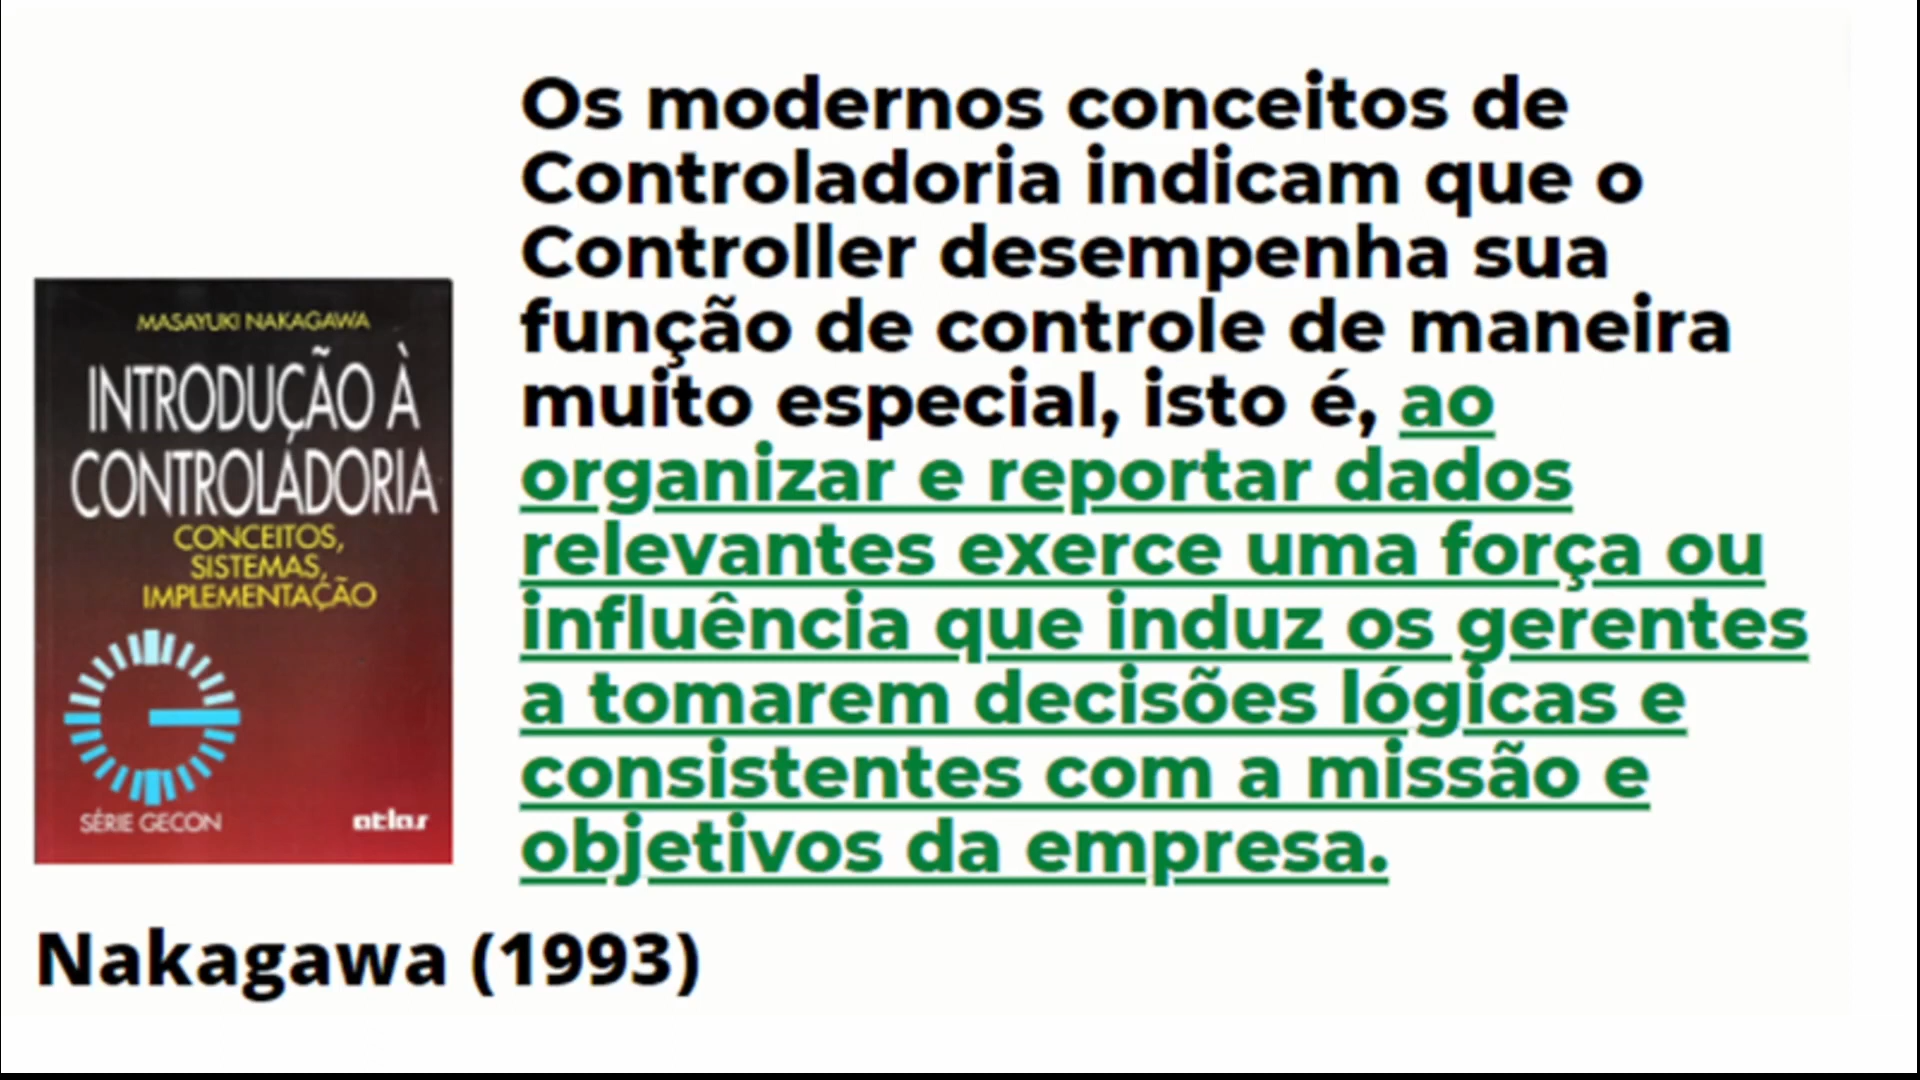 Os modernos conceitos de
Controladoria indicam que o
Controller desempenha sua
função de controle de maneira
muito especial, isto é, ao
organizar e reportar dados
relevantes exerce uma força ou
influência que induz os gerentes
a tomarem decisões lógicas e
consistentes com a missão e
objetivos da empresa.
MASAYUKI NAKAGAWA
INTRODUÇÃO À
CONTROLADORIA
CONCEITOS,
SISTEMAS,
IMPLEMENTAÇÃO
SÉRIE GECON
atlas
Nakagawa (1993)